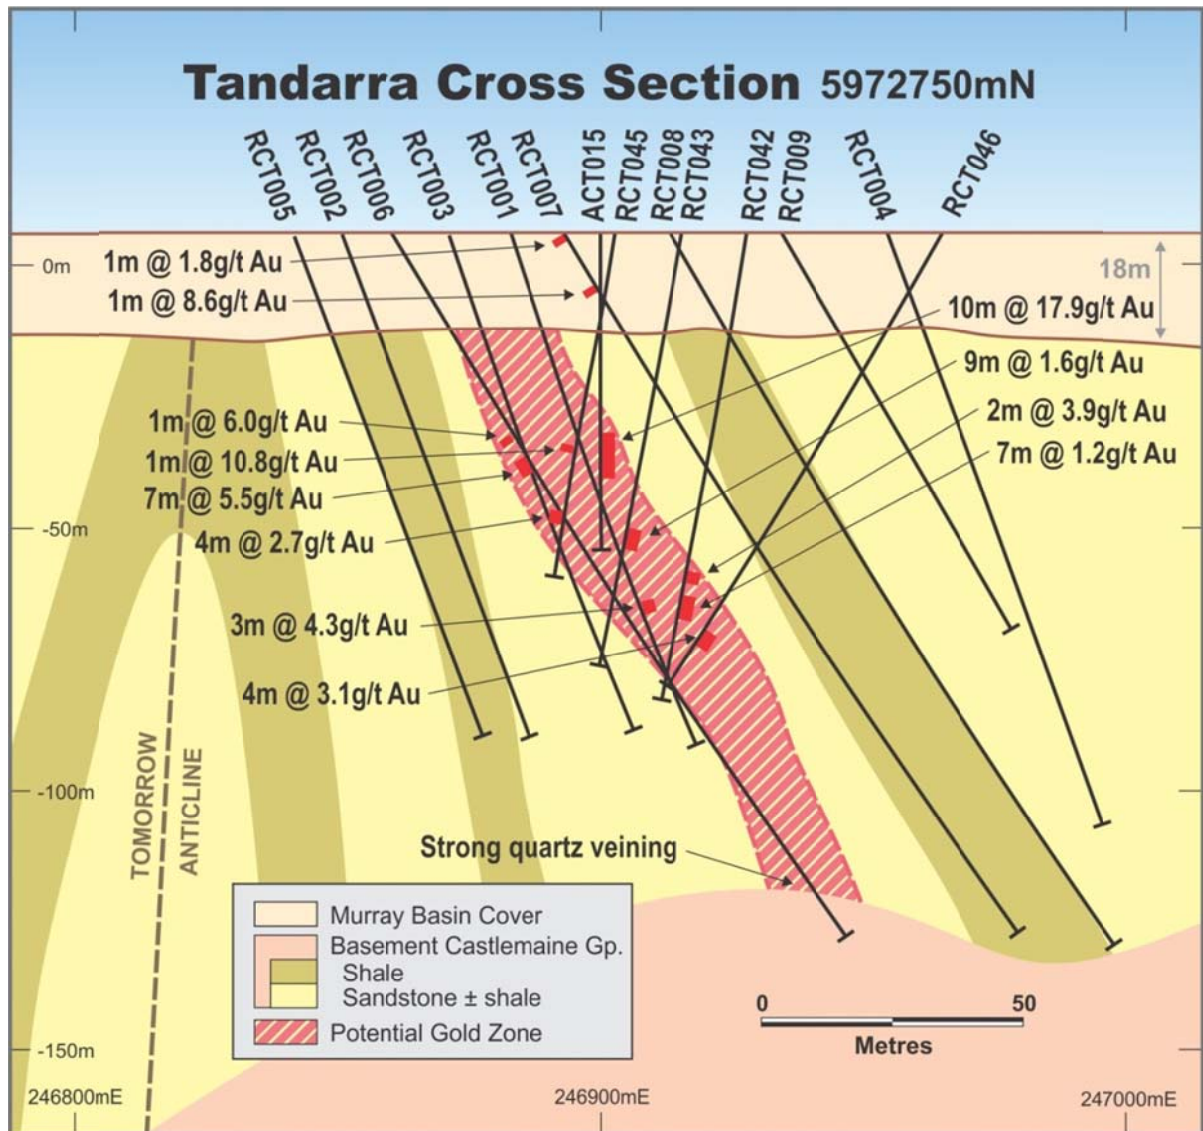 Tandarra Cross Section 5972750mN
RCT005
RCT002
RCT006
RCT003
RCT001
RCT007
ACT015
RCT045
RCT008
RCT043
RCT042
RCT009
RCT004
RCT046
0m
1m @ 1.8g/t Au
1m @ 8.6g/t Au
18m
10m @ 17.9g/t Au
9m @ 1.6g/t Au
2m @ 3.9g/t Au
7m @ 1.2g/t Au
1m @ 6.0g/t Au
1m @ 10.8g/t Au
7m @ 5.5g/t Au
-50m
4m @ 2.7g/t Au
3m @ 4.3g/t Au
4m @ 3.1g/t Au
-100m
TOMORROW
ANTICLINE
Strong quartz veining
Murray Basin Cover
Basement Castlemaine Gp.
Shale
Sandstone ± shale
Potential Gold Zone
0 50
Metres
-150m
246800mE 246900mE 247000mE